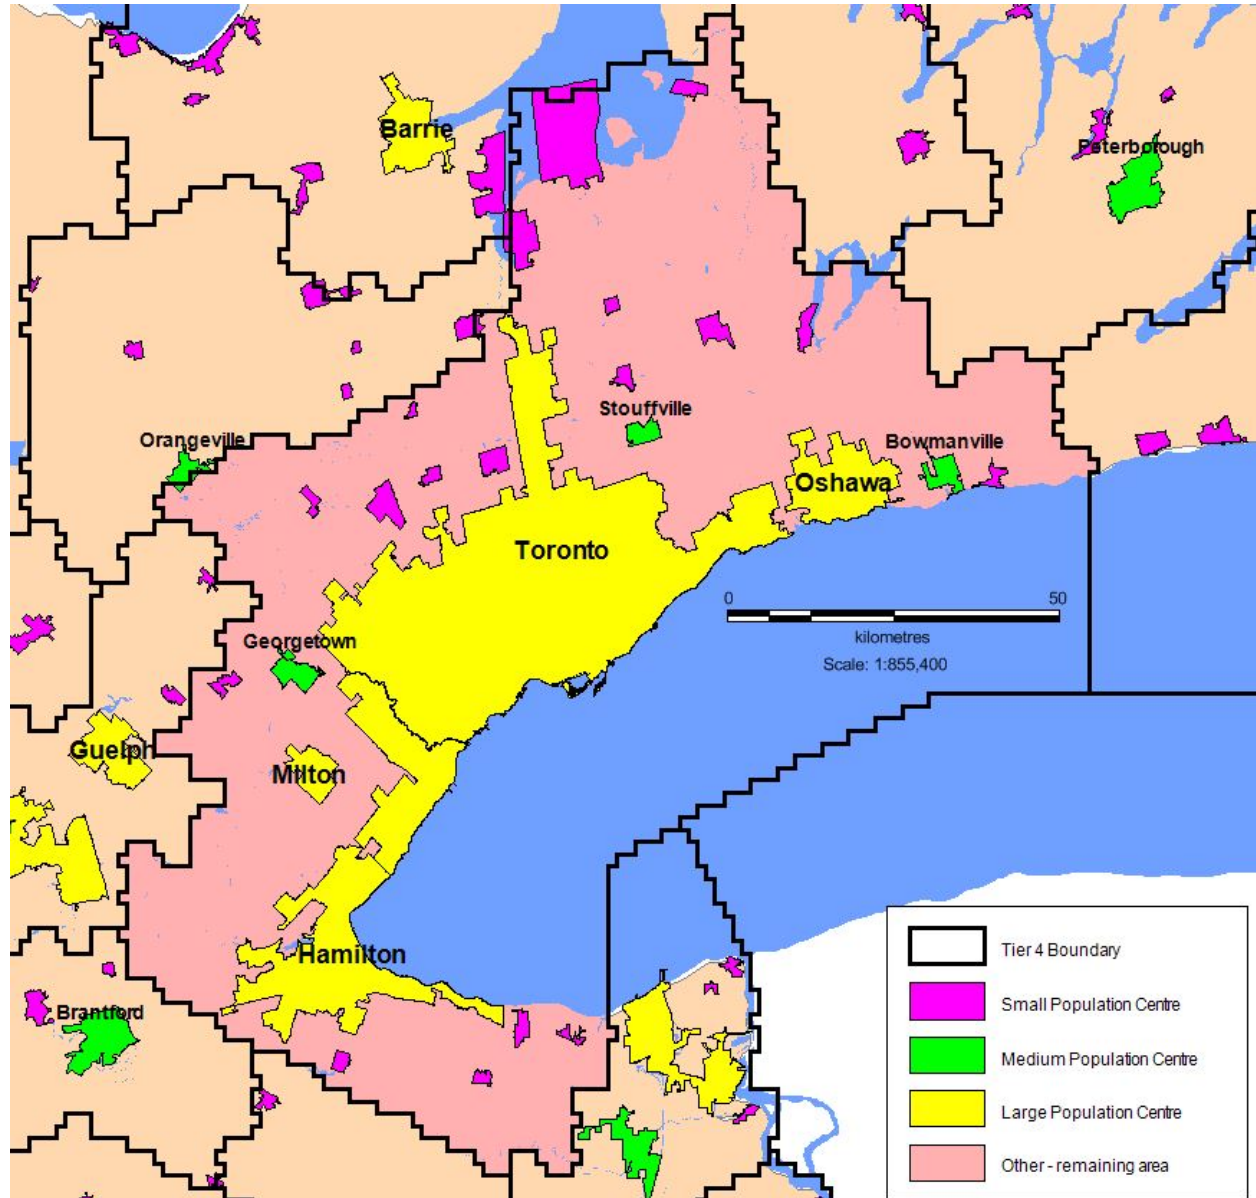 Barrie
Peterborough
Stouffville
Orangeville
Bowmanville
Oshawa
Toronto
0 50
kilometres
Scale: 1:855,400
Georgetown
Guelph
Milton
Hamilton
Brantford
Tier 4 Boundary
Small Population Centre
Medium Population Centre
Large Population Centre
Other - remaining area